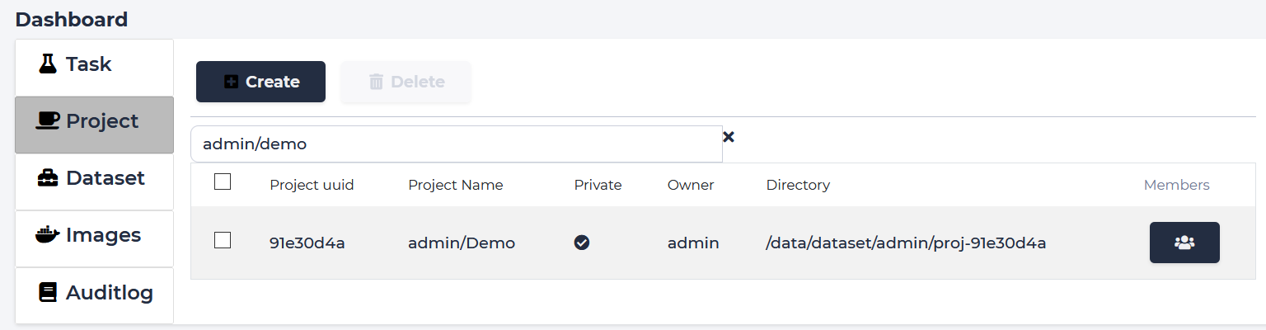 Dashboard
Task
Project
Dataset
Images
Auditlog
Create Delete
admin/demo
Project uuid Project Name Private Owner Directory Members
91e30d4a admin/Demo admin /data/dataset/admin/proj-91e30d4a